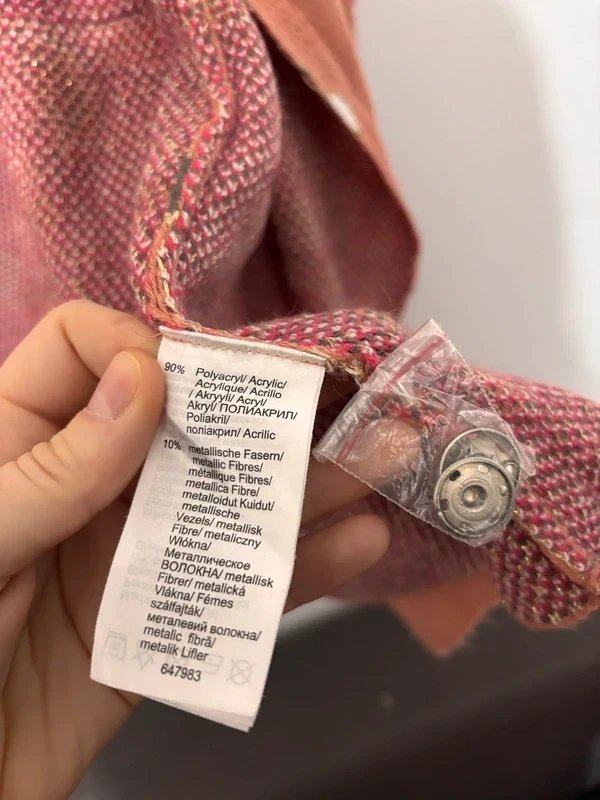 90% Polyacryl/ Acrylic/
Acrylique/ Acrilio
/ Akryyli/ Acryl/
Akryl/ ПОЛИАКРИЛ/
Poliakril/
поліакрил/ Acrilic
10% metallische Fasern/
metallic Fibres/
métallique Fibres/
metallica Fibre/
metalloidut Kuidut/
metallische
Vezels/ metallisk
Fibre/ metaliczny
Włókna/
Металлическое
ВОЛОКНА/ metallisk
Fibrer/ metalická
Vlákna/ Fémes
szálfajták/
металевий волокна/
metalic fibră/
metalik Lifler
647983